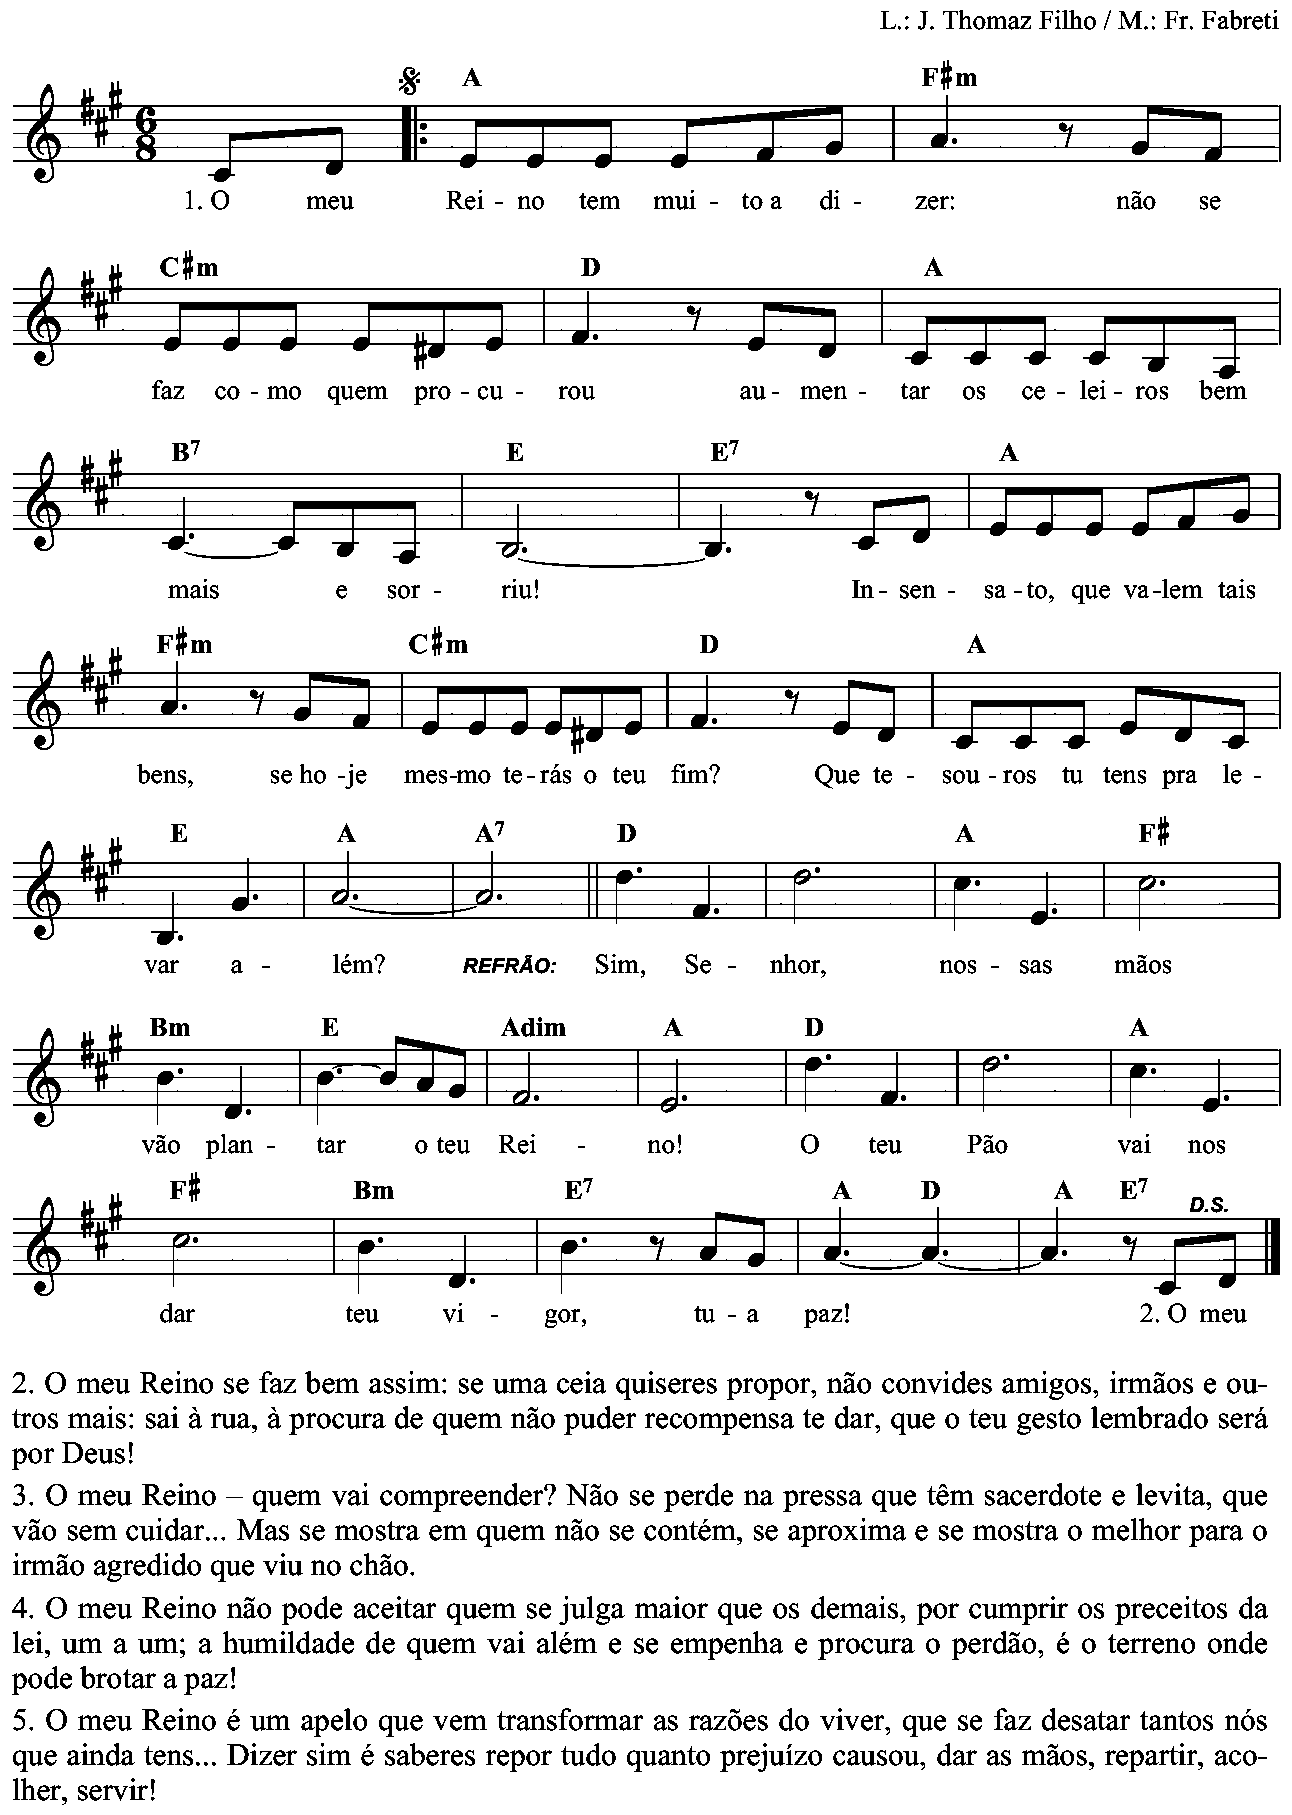 L.: J. Thomaz Filho / M.: Fr. Fabreti
A F♯m
1. O meu Rei - no tem mui - to a di - zer: não se
C♯m D A
faz co - mo quem pro - cu - rou au - men - tar os ce - lei - ros bem
B7 E E7 A
mais e sor - riu! In - sen - sa - to, que va - lem tais
F♯m C♯m D A
bens, se ho - je mes - mo te - rás o teu fim? Que te - sou - ros tu tens pra le -
E A A7 D A F♯
var a - lém? REFRÃO: Sim, Se - nhor, nos - sas mãos
Bm E Adim A D A
vão plan - tar o teu Rei - no! O teu Pão vai nos
F♯ Bm E7 A D A E7 D.S.
dar teu vi - gor, tu - a paz! 2. O meu
2. O meu Reino se faz bem assim: se uma ceia quiseres propor, não convides amigos, irmãos e ou-
tros mais: sai à rua, à procura de quem não puder recompensa te dar, que o teu gesto lembrado será
por Deus!
3. O meu Reino – quem vai compreender? Não se perde na pressa que têm sacerdote e levita, que
vão sem cuidar... Mas se mostra em quem não se contém, se aproxima e se mostra o melhor para o
irmão agredido que viu no chão.
4. O meu Reino não pode aceitar quem se julga maior que os demais, por cumprir os preceitos da
lei, um a um; a humildade de quem vai além e se empenha e procura o perdão, é o terreno onde
pode brotar a paz!
5. O meu Reino é um apelo que vem transformar as razões do viver, que se faz desatar tantos nós
que ainda tens... Dizer sim é saberes repor tudo quanto prejuízo causou, dar as mãos, repartir, aco-
lher, servir!